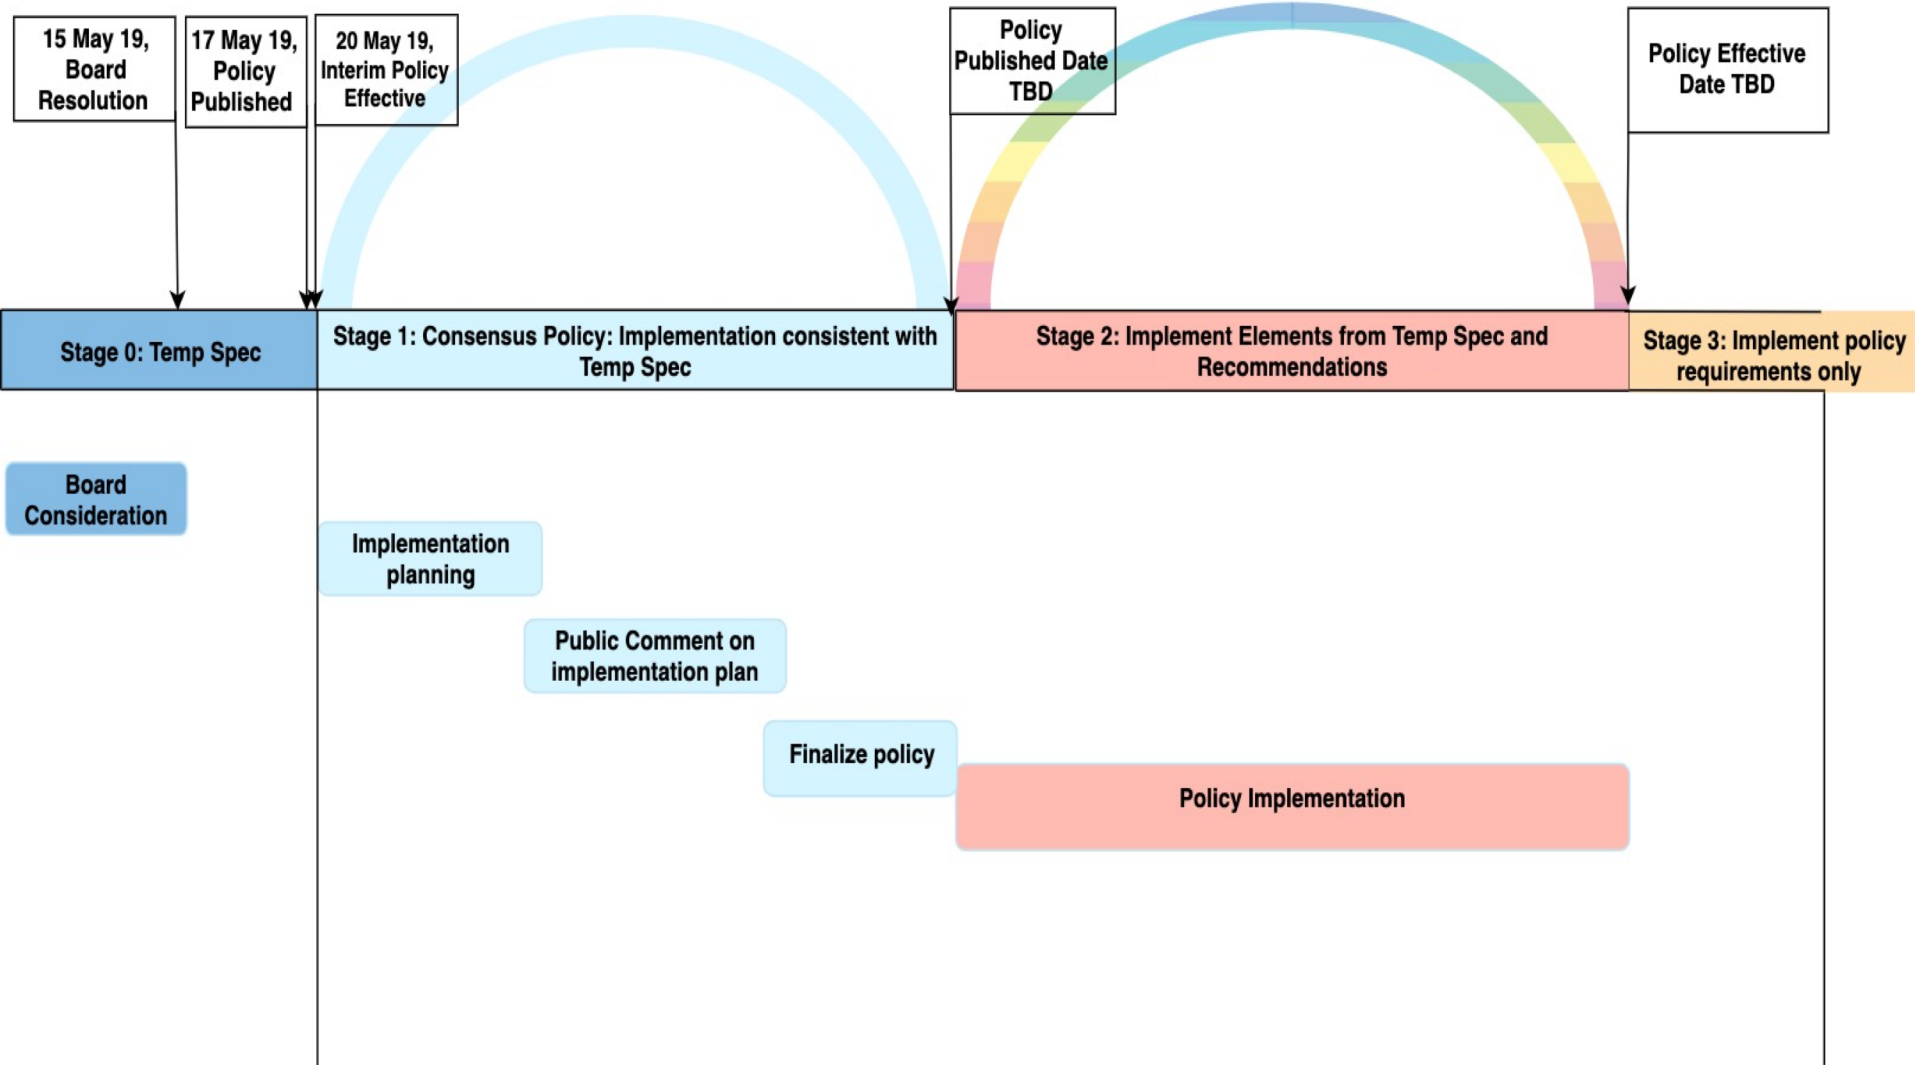 15 May 19,
Board
Resolution
17 May 19,
Policy
Published
20 May 19,
Interim Policy
Effective
Policy
Published Date
TBD
Policy Effective
Date TBD
Stage 0: Temp Spec
Stage 1: Consensus Policy: Implementation consistent with
Temp Spec
Stage 2: Implement Elements from Temp Spec and
Recommendations
Stage 3: Implement policy
requirements only
Board
Consideration
Implementation
planning
Public Comment on
implementation plan
Finalize policy
Policy Implementation